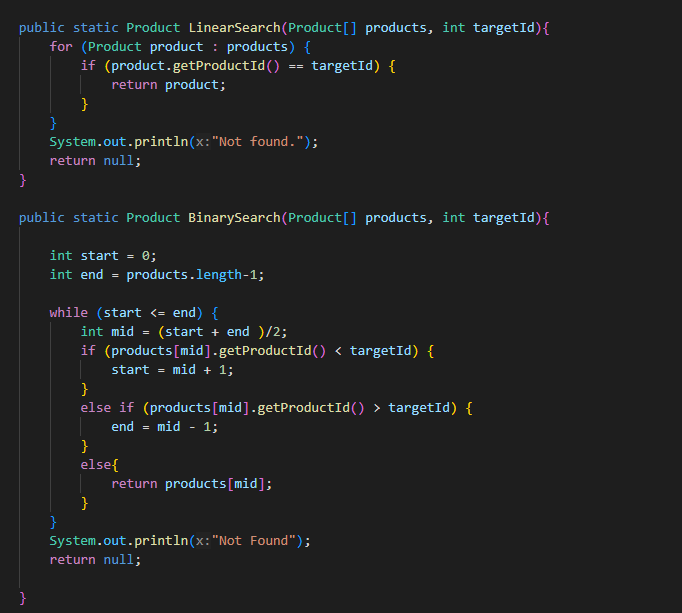 public static Product LinearSearch(Product[] products, int targetId){
    for (Product product : products) {
        if (product.getProductId() == targetId) {
            return product;
        }
    }
    System.out.println(x:"Not found.");
    return null;
}

public static Product BinarySearch(Product[] products, int targetId){

    int start = 0;
    int end = products.length-1;

    while (start <= end) {
        int mid = (start + end )/2;
        if (products[mid].getProductId() < targetId) {
            start = mid + 1;
        }
        else if (products[mid].getProductId() > targetId) {
            end = mid - 1;
        }
        else{
            return products[mid];
        }
    }
    System.out.println(x:"Not Found");
    return null;

}